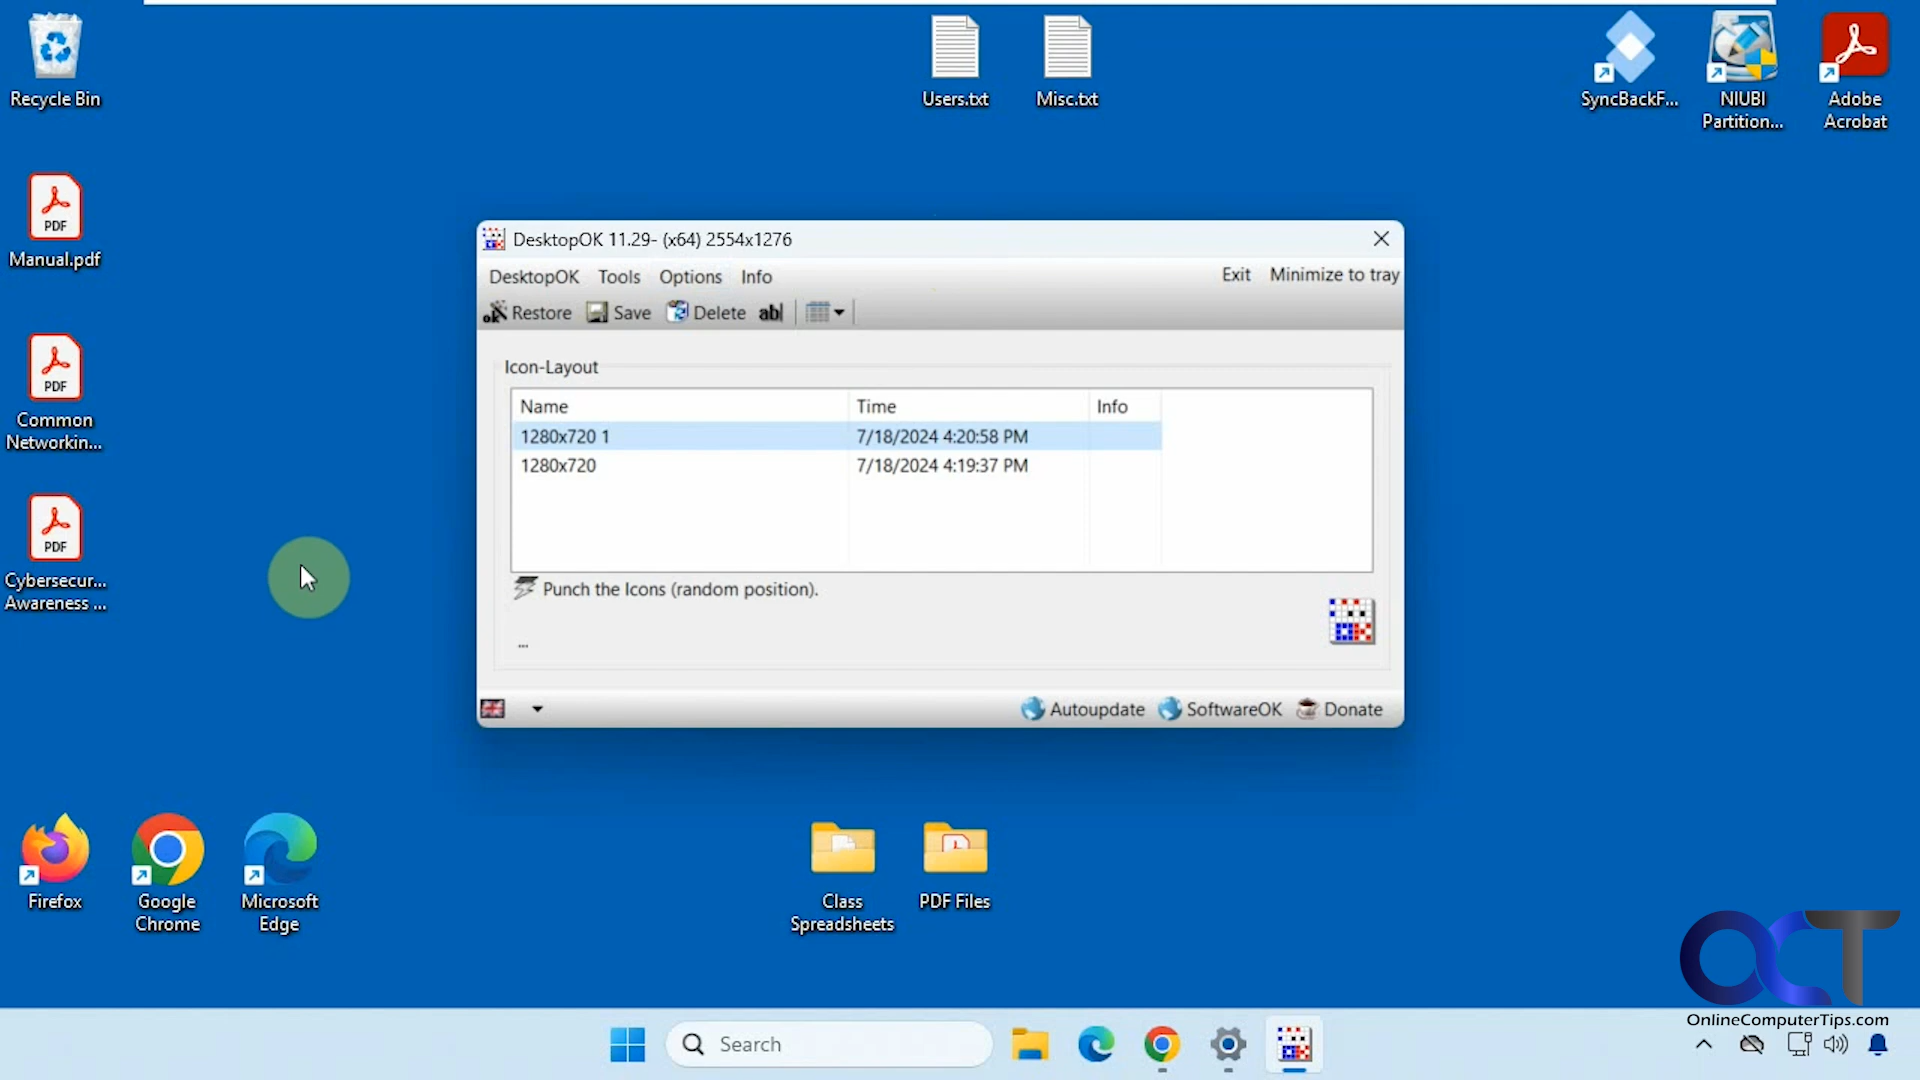 Recycle Bin
Users.txt
Misc.txt
SyncBackF...
NIUBI
Partition...
Adobe
Acrobat
PDF
Manual.pdf
PDF
Common
Networkin...
PDF
Cybersecur...
Awareness ...
DesktopOK 11.29- (x64) 2554x1276
DesktopOK Tools Options Info
Exit Minimize to tray
Restore Save Delete abl
Icon-Layout
Name Time Info
1280x720 1 7/18/2024 4:20:58 PM
1280x720 7/18/2024 4:19:37 PM
Punch the Icons (random position).
OK
...
Autoupdate SoftwareOK Donate
Firefox
Google
Chrome
Microsoft
Edge
Class
Spreadsheets
PDF Files
OCT
OnlineComputerTips.com
Search